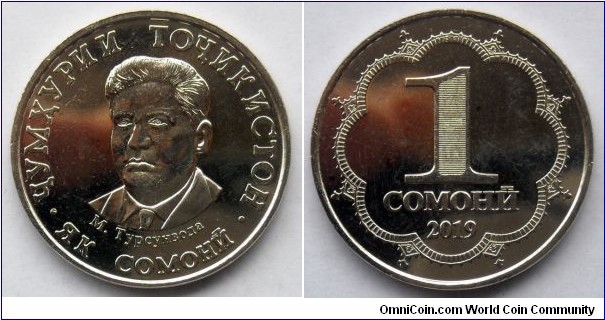 ҶУМҲУРИИ ТОҶИКИСТОН
М. Турсунзода
· ЯК СОМОНӢ ·
1
СОМОНӢ
2019
OmniCoin.com World Coin Community